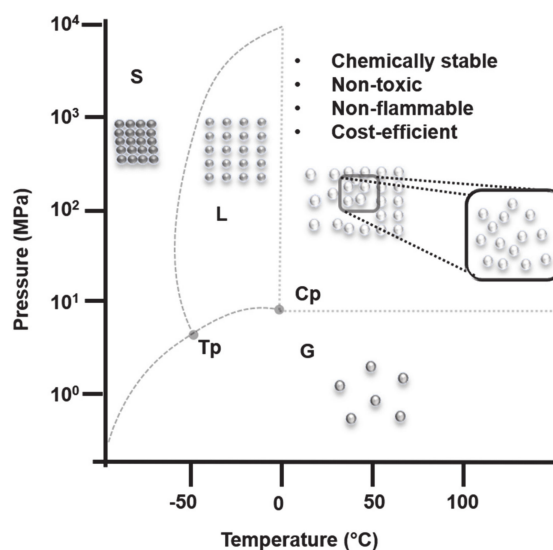 10⁴
S
• Chemically stable
• Non-toxic
• Non-flammable
• Cost-efficient
10³
L
10²
Pressure (MPa)
10¹
Cp
Tp
G
10⁰
-50
0
50
100
Temperature (°C)